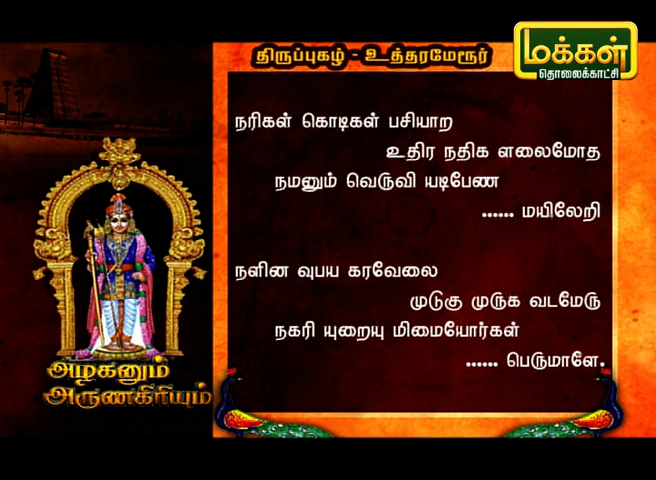 திருப்புகழ் - உத்தரமேரூர்
மக்கள்
தொலைக்காட்சி
நரிகள் கொடிகள் பசியாற
உதிர நதிக ளலைமோத
நமனும் வெருவி யடிபேண
...... மயிலேறி
நளின வுபய கரவேலை
முடுகு முருக வடமேரு
நகரி யுறையு மிமையோர்கள்
...... பெருமாளே.
அழகனும்
அருணகிரியும்